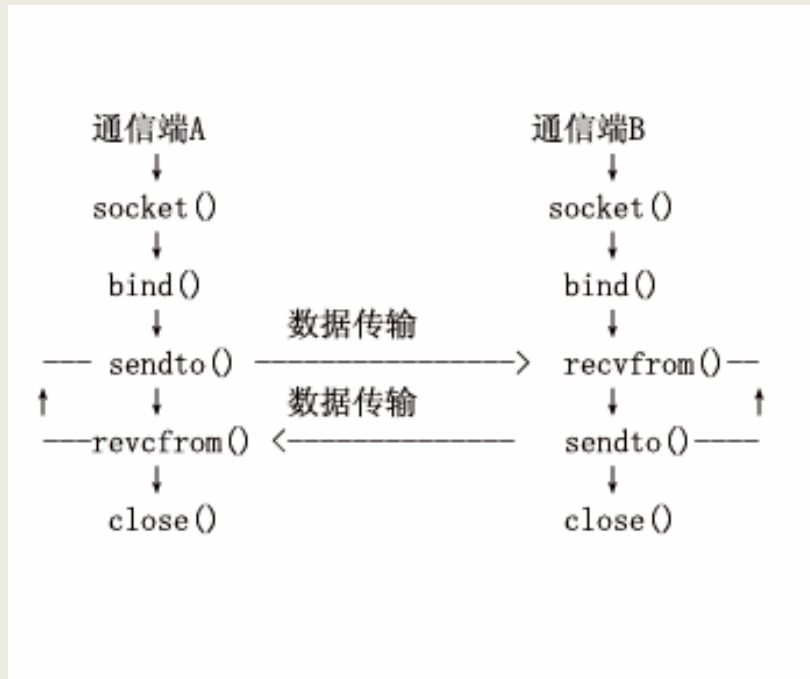 通信端A 通信端B
↓ ↓
socket() socket()
↓ ↓
bind() bind()
↓ 数据传输 ↓
--- sendto() ----------------> recvfrom()--
↑ ↓ 数据传输 ↓ ↑
---revcfrom() <--------------- sendto()----
↓ ↓
close() close()